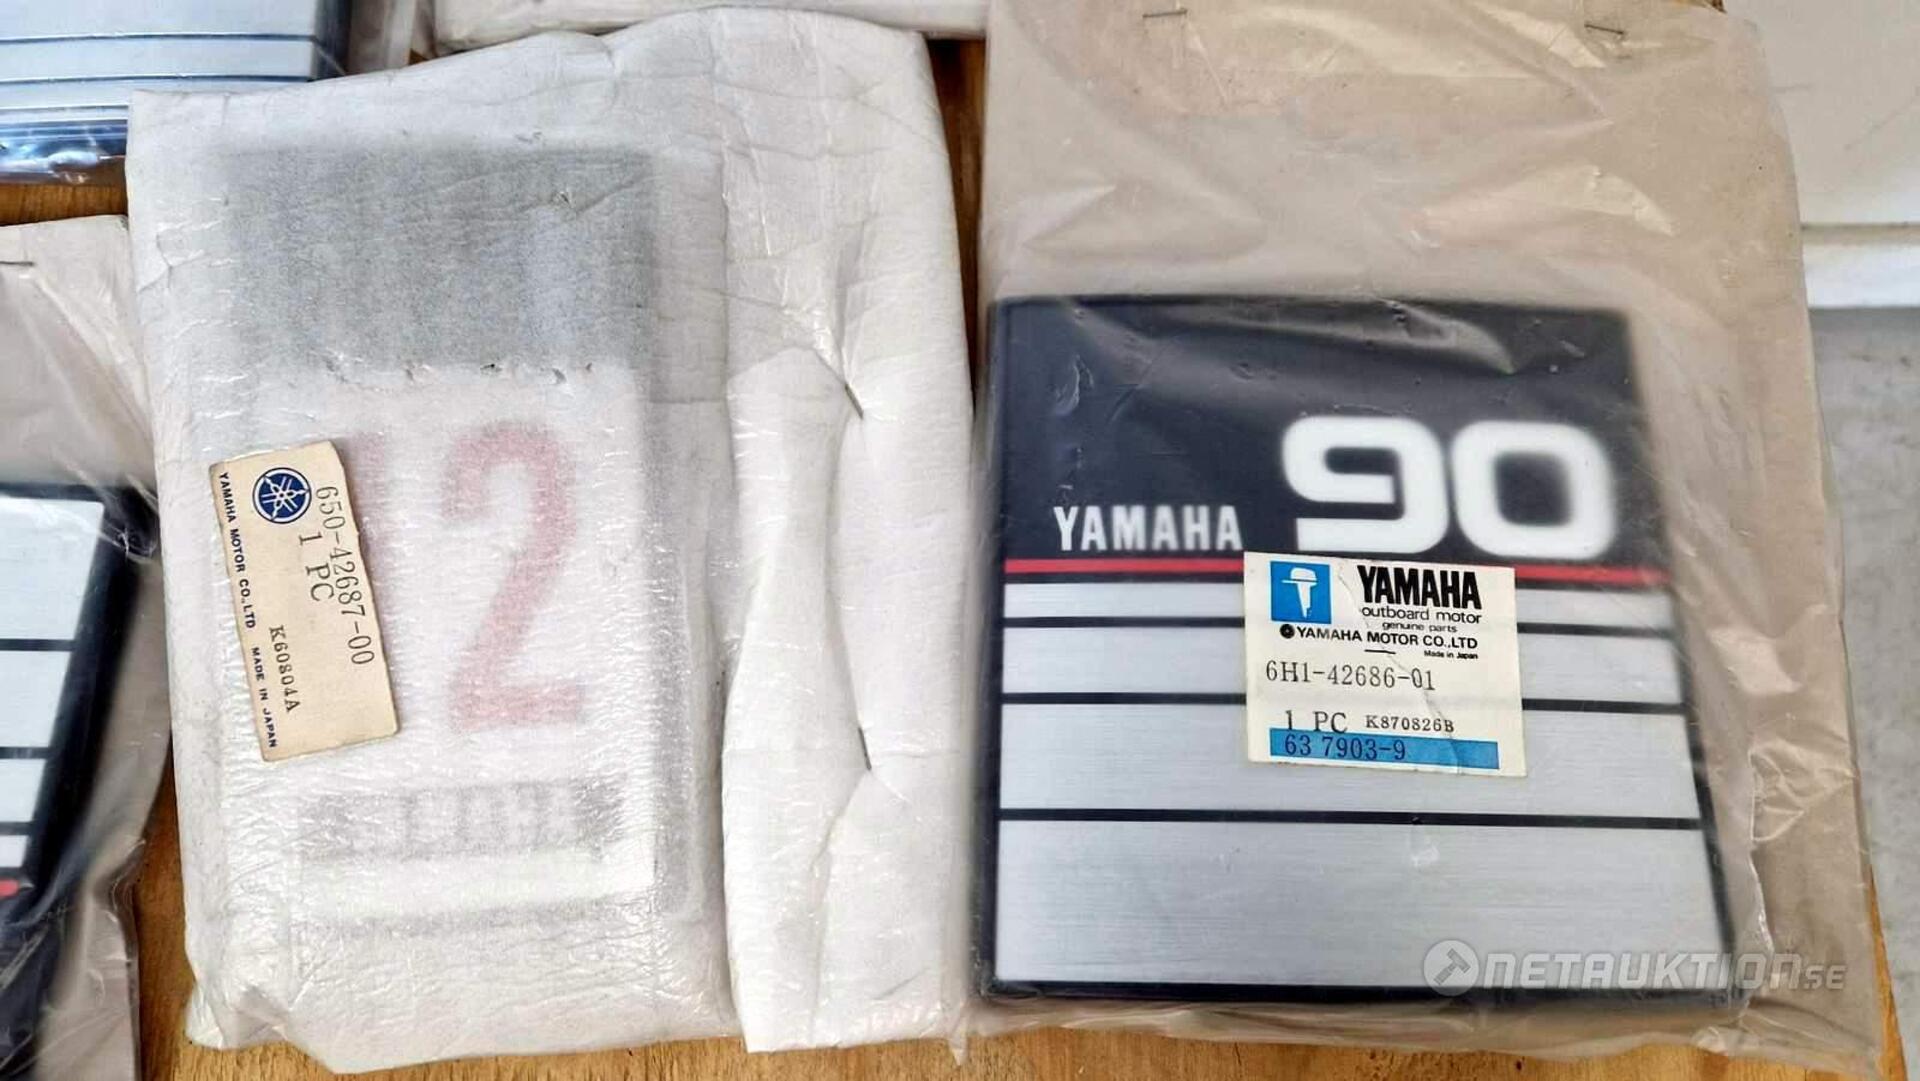 12
YAMAHA MOTOR CO.,LTD MADE IN JAPAN
650-42687-00
1 PC
K60804A
90
YAMAHA
YAMAHA
outboard motor
genuine parts
YAMAHA MOTOR CO.,LTD
Made in Japan
6H1-42686-01
1 PC K870826B
63 7903-9
NETAUKTION.SE